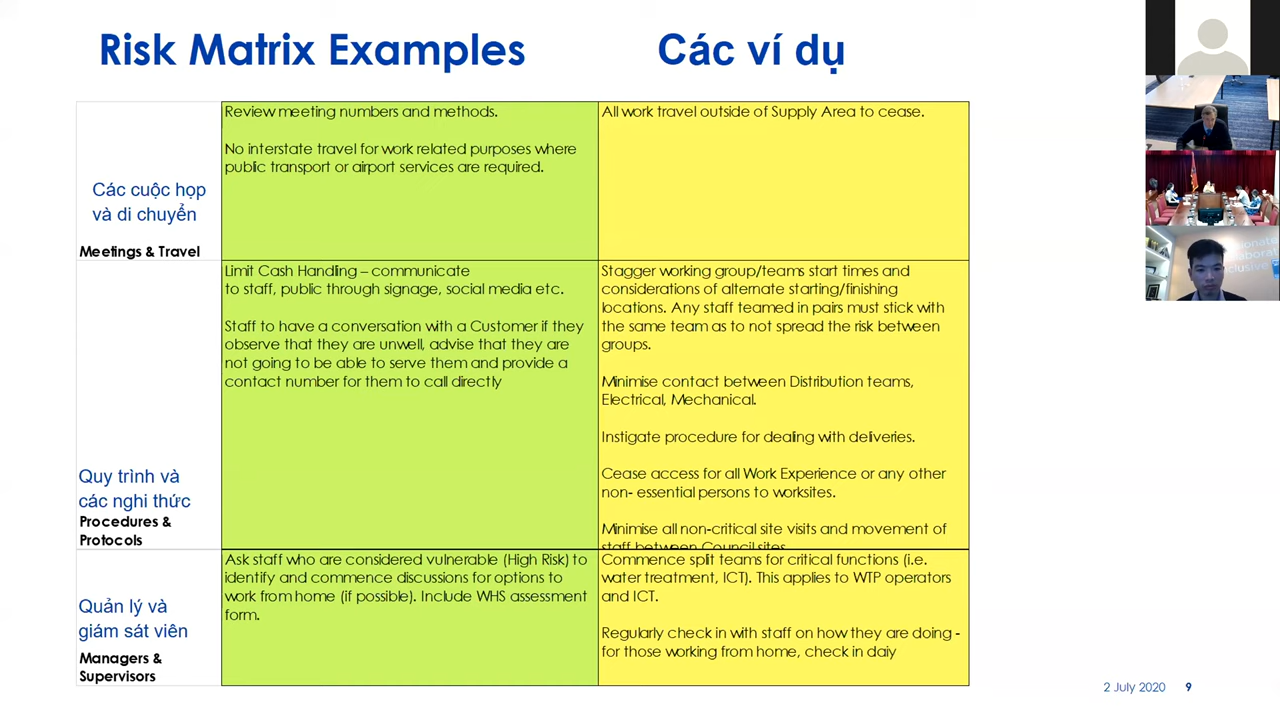 Risk Matrix Examples
Các ví dụ
Các cuộc họp
và di chuyển
Meetings & Travel
Review meeting numbers and methods.
No interstate travel for work related purposes where
public transport or airport services are required.
All work travel outside of Supply Area to cease.
Quy trình và
các nghi thức
Procedures &
Protocols
Limit Cash Handling – communicate
to staff, public through signage, social media etc.
Staff to have a conversation with a Customer if they
observe that they are unwell, advise that they are
not going to be able to serve them and provide a
contact number for them to call directly
Stagger working group/teams start times and
considerations of alternate starting/finishing
locations. Any staff teamed in pairs must stick with
the same team as to not spread the risk between
groups.
Minimise contact between Distribution teams,
Electrical, Mechanical.
Instigate procedure for dealing with deliveries.
Cease access for all Work Experience or any other
non- essential persons to worksites.
Minimise all non-critical site visits and movement of
staff between Council sites
Quản lý và
giám sát viên
Managers &
Supervisors
Ask staff who are considered vulnerable (High Risk) to
identify and commence discussions for options to
work from home (if possible). Include WHS assessment
form.
Commence split teams for critical functions (i.e.
water treatment, ICT). This applies to WTP operators
and ICT.
Regularly check in with staff on how they are doing -
for those working from home, check in daiy
2 July 2020 9